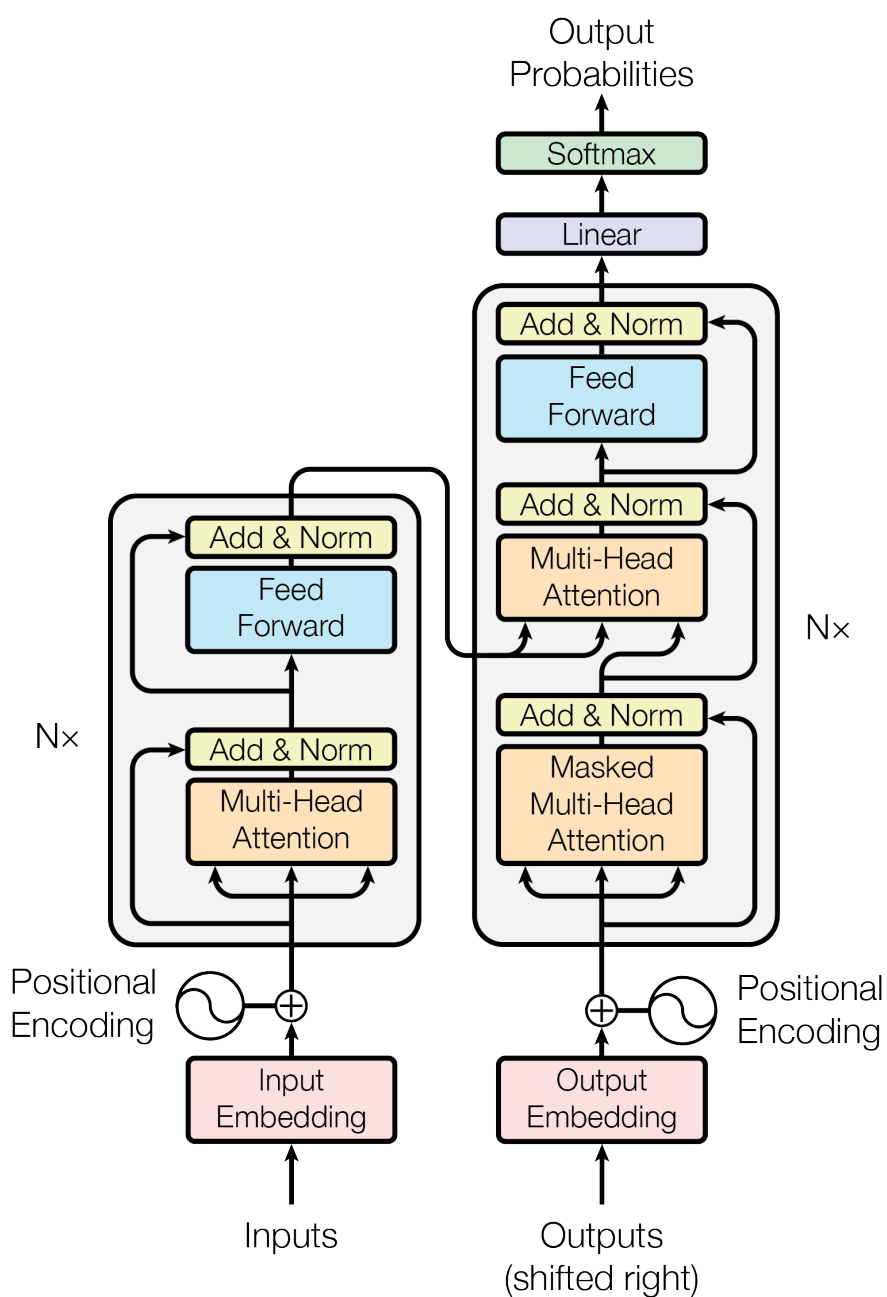 Output
Probabilities
Softmax
Linear
Add & Norm
Feed
Forward
Add & Norm
Multi-Head
Attention
Add & Norm
Masked
Multi-Head
Attention
N×
Add & Norm
Feed
Forward
Add & Norm
Multi-Head
Attention
N×
Positional
Encoding
Positional
Encoding
Input
Embedding
Output
Embedding
Inputs
Outputs
(shifted right)